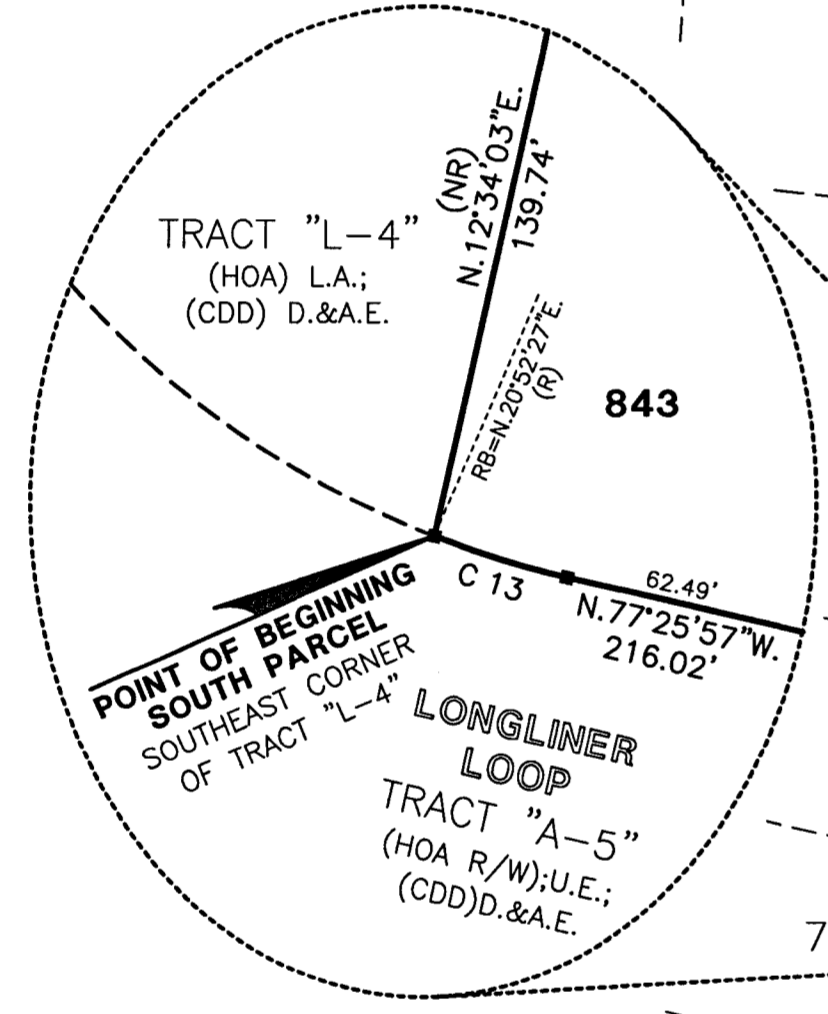 (NR)
N.12°34'03"E.
139.74'
TRACT "L-4"
(HOA) L.A.;
(CDD) D.&A.E.
RB=N.20°52'27"E.
(R)
843
C 13
62.49'
N.77°25'57"W.
216.02'
POINT OF BEGINNING
SOUTH PARCEL
SOUTHEAST CORNER
OF TRACT "L-4"
LONGLINER
LOOP
TRACT "A-5"
(HOA R/W);U.E.;
(CDD)D.&A.E.
7